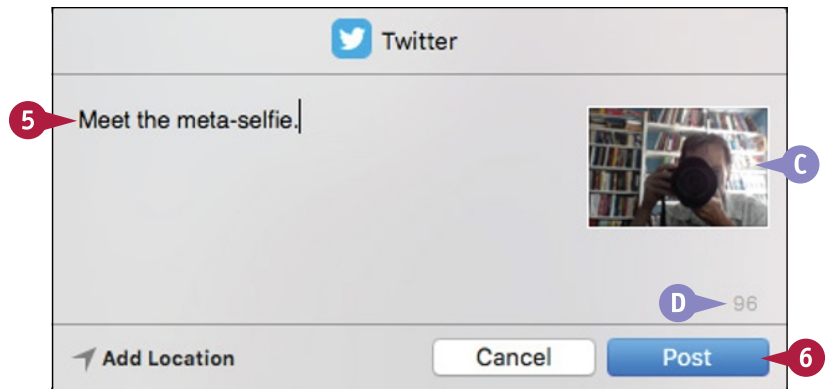 Twitter
5 Meet the meta-selfie.
C
D 96
Add Location Cancel Post 6